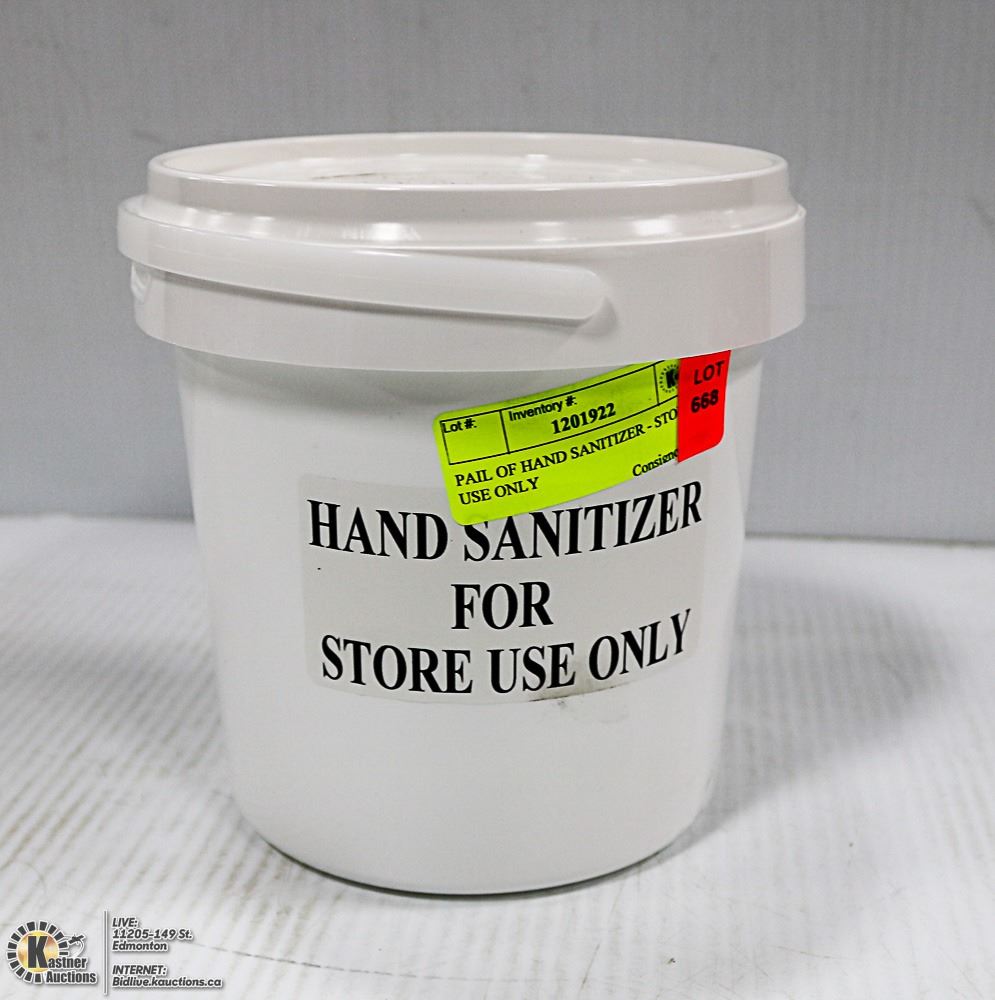 Lot #:
Inventory #:
1201922
K
LOT
668
PAIL OF HAND SANITIZER - STO
USE ONLY
Consigno
HAND SANITIZER
FOR
STORE USE ONLY
Kastner
Auctions
LIVE:
11205-149 St.
Edmonton
INTERNET:
Bidlive.kauctions.ca